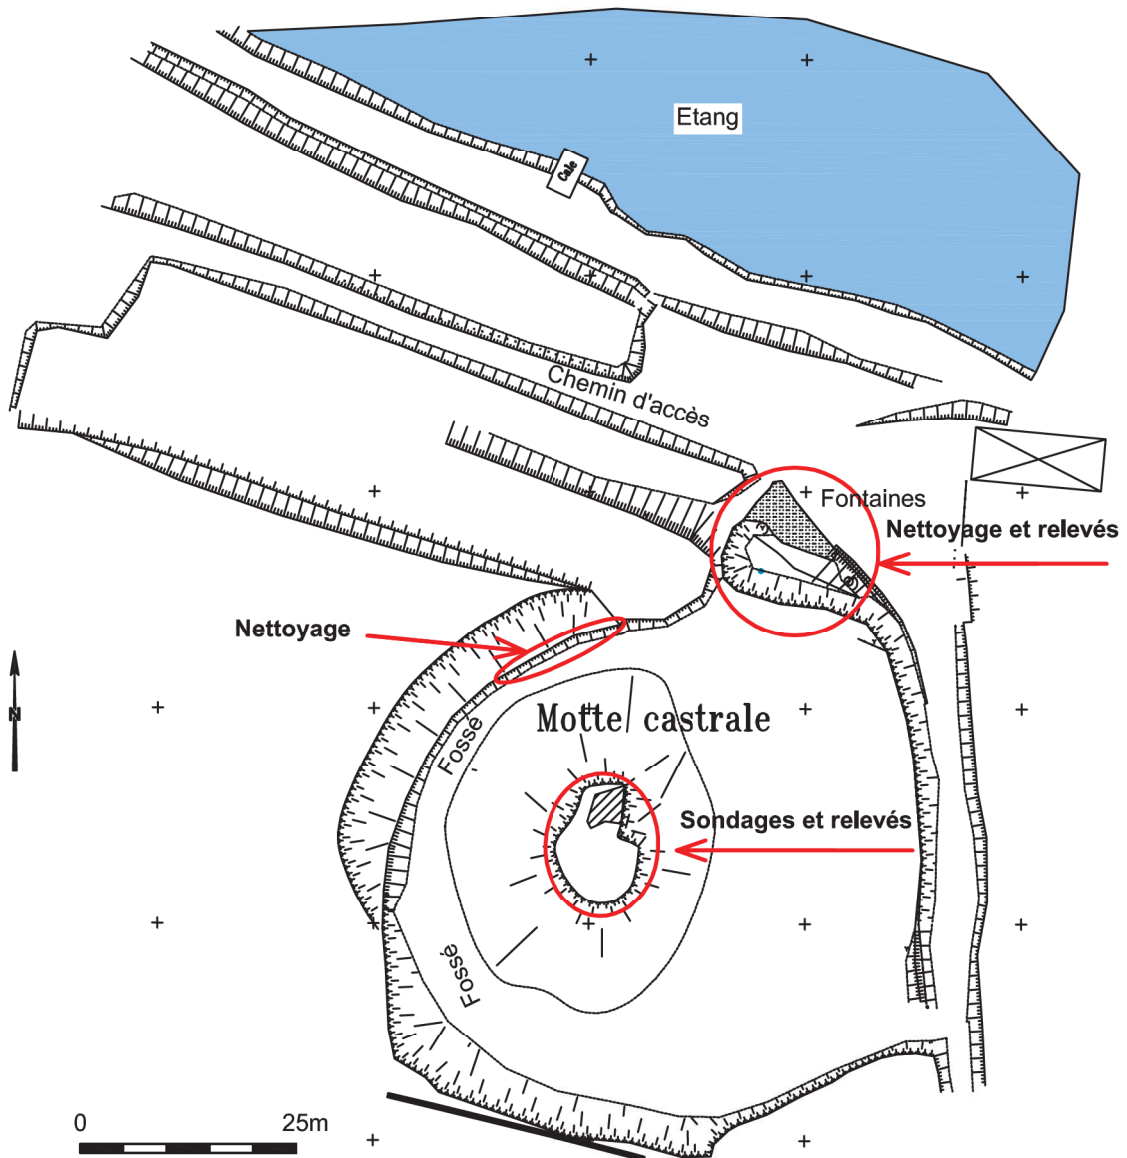 Etang
Cale
Chemin d'accès
Fontaines
Nettoyage et relevés
Nettoyage
N
Fossé
Motte castrale
Sondages et relevés
Fossé
0 25m